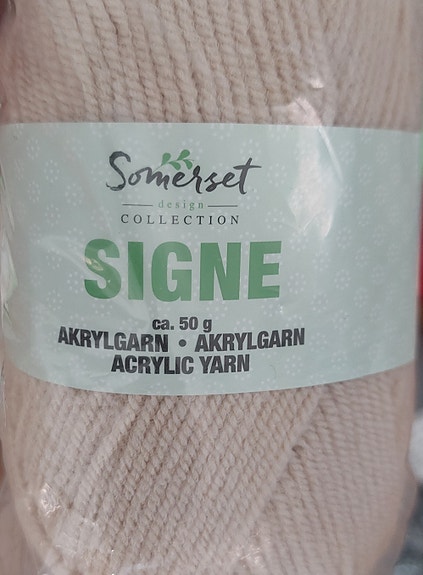 Somerset
design
COLLECTION
SIGNE
ca. 50 g
AKRYLGARN • AKRYLGARN
ACRYLIC YARN